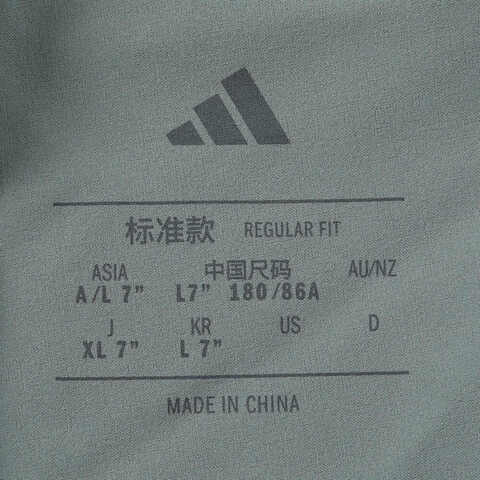 标准款 REGULAR FIT
ASIA 中国尺码 AU/NZ
A/L 7” L7” 180/86A
J KR US D
XL 7” L 7”
MADE IN CHINA